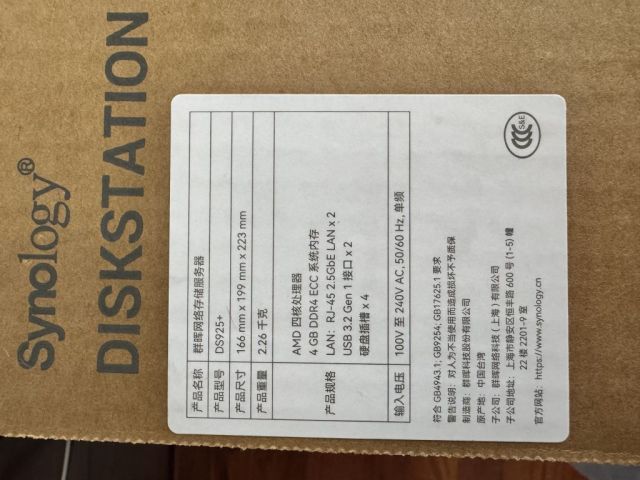 Synology®
DISKSTATION
产品名称 群晖网络存储服务器
产品型号 DS925+
产品尺寸 166 mm x 199 mm x 223 mm
产品重量 2.26 千克
产品规格
AMD 四核处理器
4 GB DDR4 ECC 系统内存
LAN: RJ-45 2.5GbE LAN x 2
USB 3.2 Gen 1 接口 x 2
硬盘插槽 x 4
输入电压 100V 至 240V AC, 50/60 Hz, 单频
符合 GB4943.1; GB9254; GB17625.1 要求
警告说明: 对人为不当使用而造成损坏不予质保
制造商: 群晖科技股份有限公司
原产地: 中国台湾
子公司: 群晖网络科技 (上海) 有限公司
子公司地址: 上海市静安区恒丰路 600 号 (1-5) 幢
22 楼 2201-9 室
官方网站: https://www.synology.cn
CCC S&E